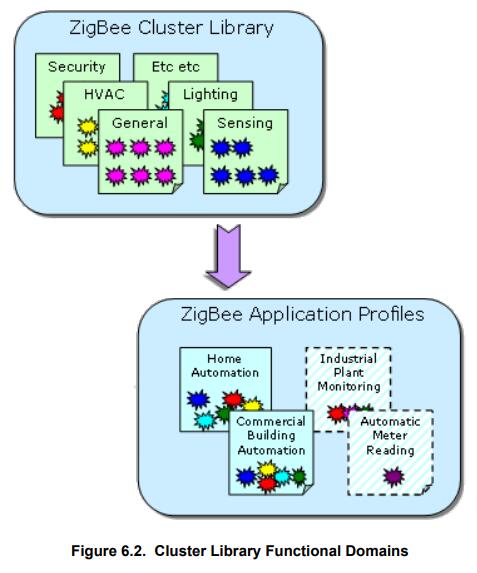 ZigBee Cluster Library
Security
Etc etc
HVAC
Lighting
General
Sensing
ZigBee Application Profiles
Home
Automation
Industrial
Plant
Monitoring
Commercial
Building
Automation
Automatic
Meter
Reading
Figure 6.2. Cluster Library Functional Domains